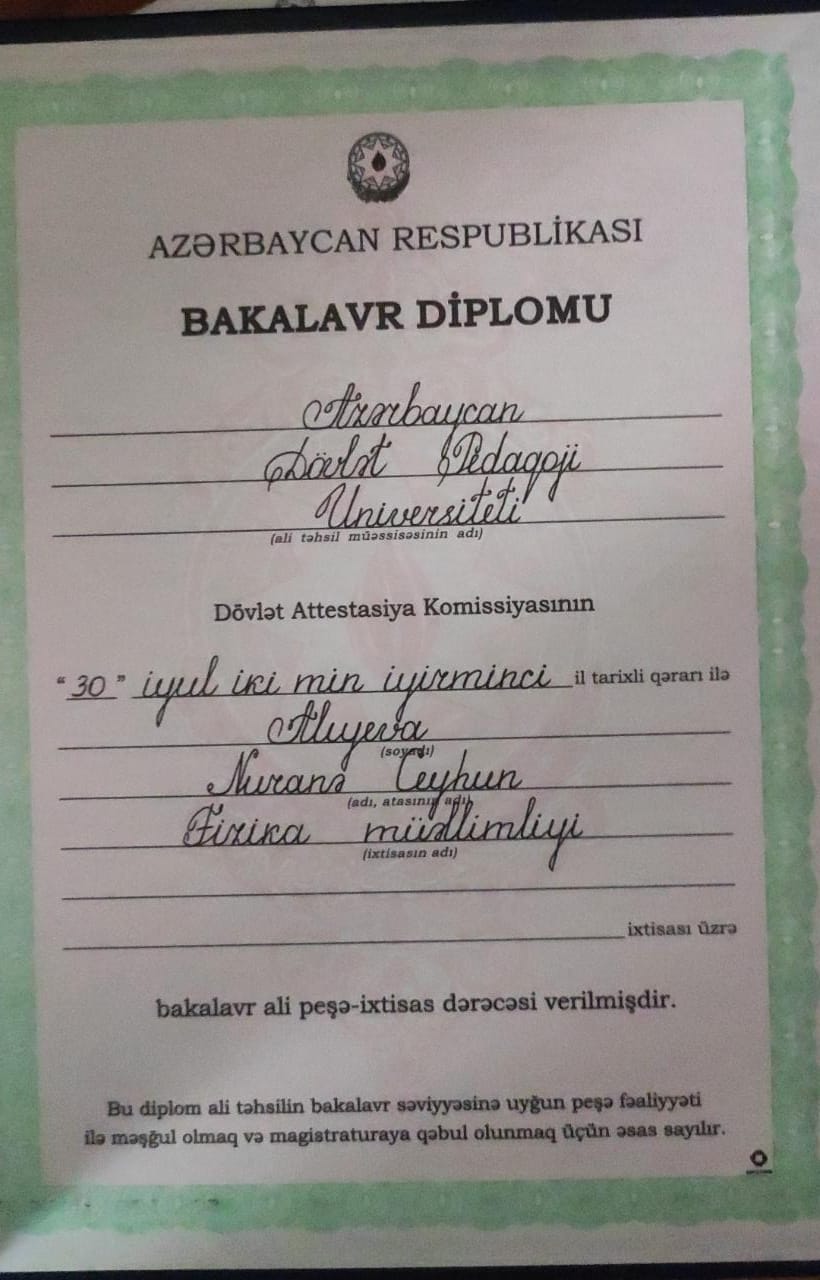 AZƏRBAYCAN RESPUBLİKASI
BAKALAVR DİPLOMU
Azərbaycan
Dövlət Pedaqoji
Universiteti
(ali təhsil müəssisəsinin adı)
Dövlət Attestasiya Komissiyasının
“30” iyul iki min iyirminci il tarixli qərarı ilə
Alıyeva
(soyadı)
Nuranə Ceyhun
(adı, atasının adı)
Fizika müəllimliyi
(ixtisasın adı)
ixtisası üzrə
bakalavr ali peşə-ixtisas dərəcəsi verilmişdir.
Bu diplom ali təhsilin bakalavr səviyyəsinə uyğun peşə fəaliyyəti
ilə məşğul olmaq və magistraturaya qəbul olunmaq üçün əsas sayılır.